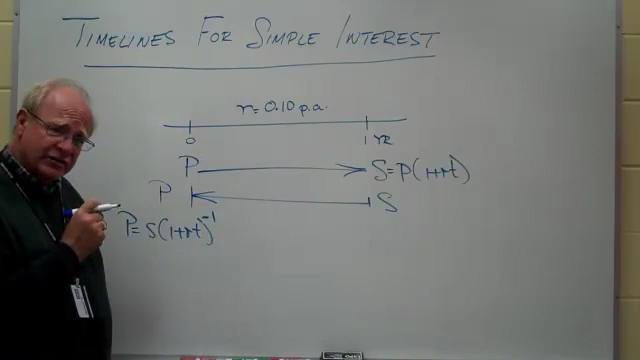 TIMELINES FOR SIMPLE INTEREST
r=0.10 p.a.
0 1 YR
P S=P(1+rt)
P S
P=S(1+rt)⁻¹